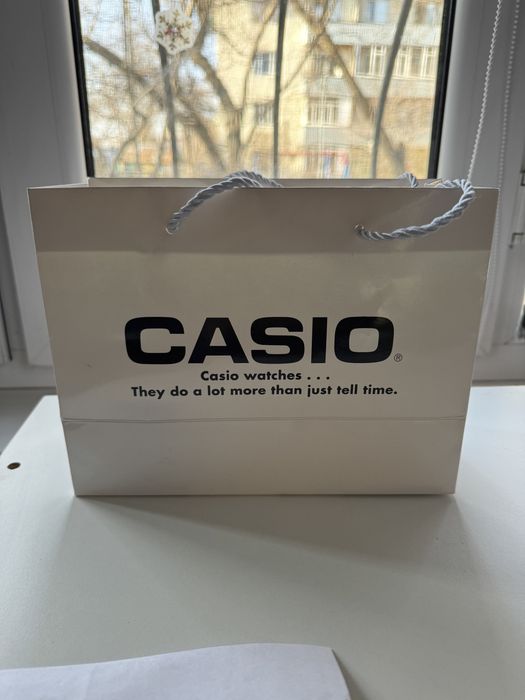 CASIO®
Casio watches . . .
They do a lot more than just tell time.